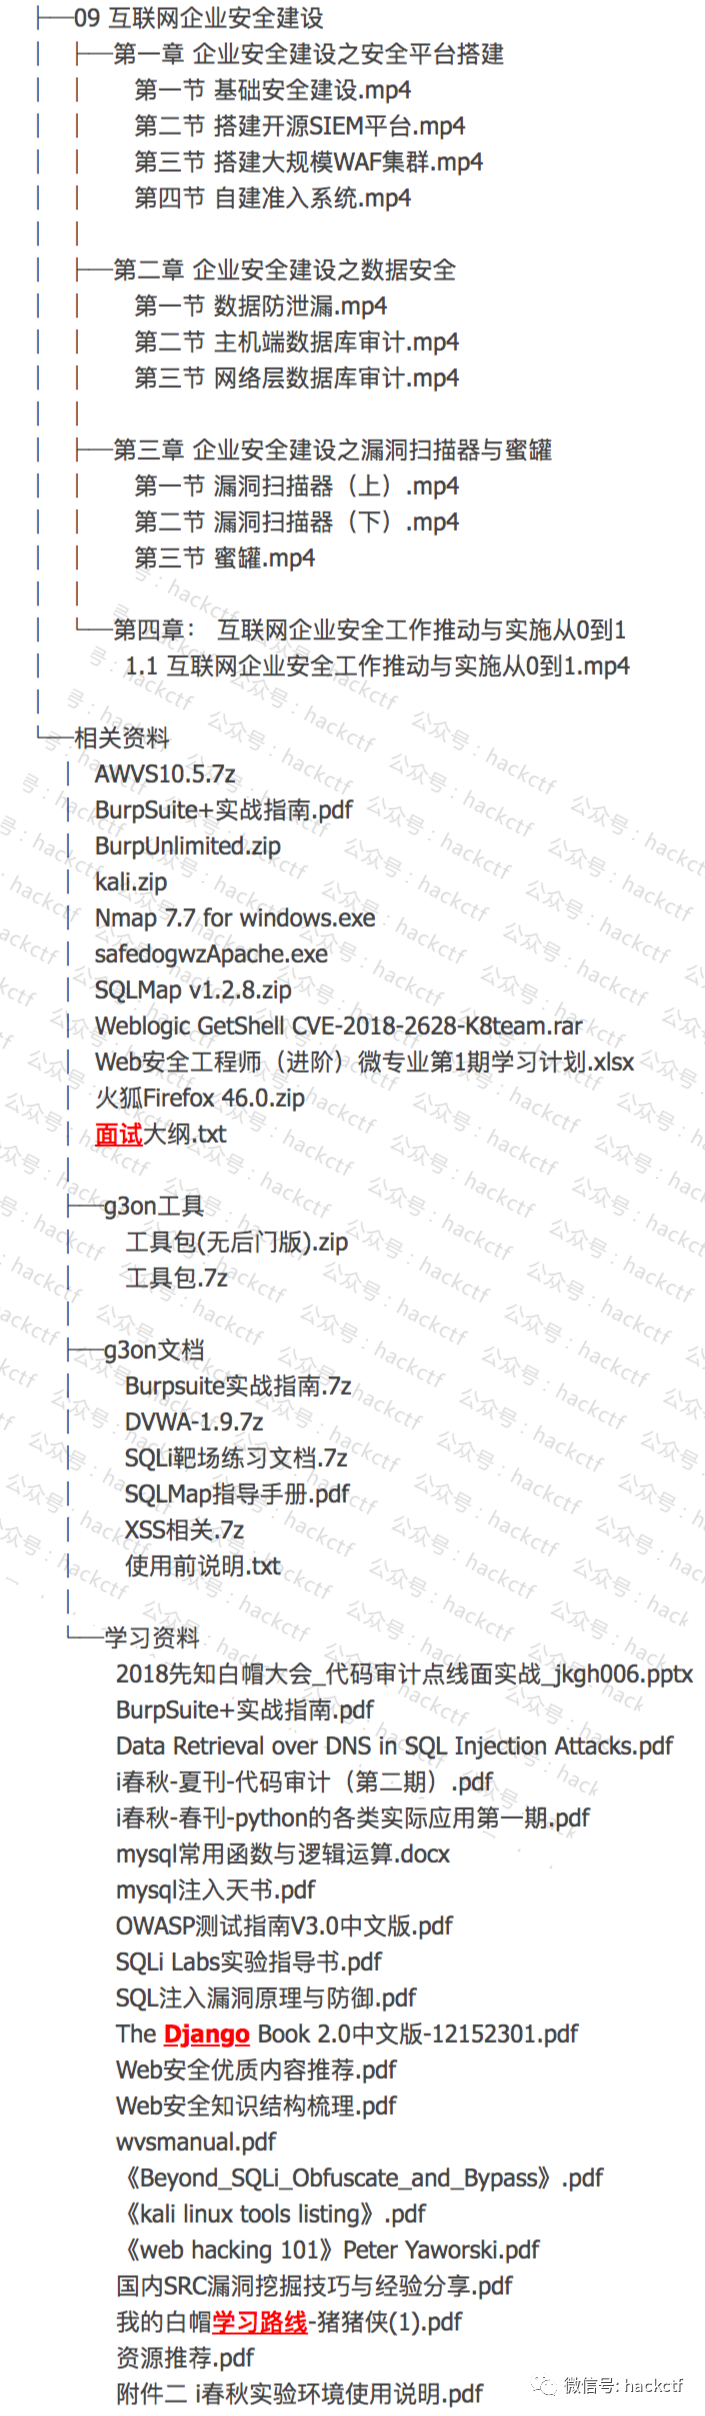 09 互联网企业安全建设
第一章 企业安全建设之安全平台搭建
第一节 基础安全建设.mp4
第二节 搭建开源SIEM平台.mp4
第三节 搭建大规模WAF集群.mp4
第四节 自建准入系统.mp4
第二章 企业安全建设之数据安全
第一节 数据防泄漏.mp4
第二节 主机端数据库审计.mp4
第三节 网络层数据库审计.mp4
第三章 企业安全建设之漏洞扫描器与蜜罐
第一节 漏洞扫描器（上）.mp4
第二节 漏洞扫描器（下）.mp4
第三节 蜜罐.mp4
第四章： 互联网企业安全工作推动与实施从0到1
1.1 互联网企业安全工作推动与实施从0到1.mp4
相关资料
AWVS10.5.7z
BurpSuite+实战指南.pdf
BurpUnlimited.zip
kali.zip
Nmap 7.7 for windows.exe
safedogwzApache.exe
SQLMap v1.2.8.zip
Weblogic GetShell CVE-2018-2628-K8team.rar
Web安全工程师（进阶）微专业第1期学习计划.xlsx
火狐Firefox 46.0.zip
面试大纲.txt
g3on工具
工具包(无后门版).zip
工具包.7z
g3on文档
Burpsuite实战指南.7z
DVWA-1.9.7z
SQLi靶场练习文档.7z
SQLMap指导手册.pdf
XSS相关.7z
使用前说明.txt
学习资料
2018先知白帽大会_代码审计点线面实战_jkgh006.pptx
BurpSuite+实战指南.pdf
Data Retrieval over DNS in SQL Injection Attacks.pdf
i春秋-夏刊-代码审计（第二期）.pdf
i春秋-春刊-python的各类实际应用第一期.pdf
mysql常用函数与逻辑运算.docx
mysql注入天书.pdf
OWASP测试指南V3.0中文版.pdf
SQLi Labs实验指导书.pdf
SQL注入漏洞原理与防御.pdf
The Django Book 2.0中文版-12152301.pdf
Web安全优质内容推荐.pdf
Web安全知识结构梳理.pdf
wvsmanual.pdf
《Beyond_SQLi_Obfuscate_and_Bypass》.pdf
《kali linux tools listing》.pdf
《web hacking 101》Peter Yaworski.pdf
国内SRC漏洞挖掘技巧与经验分享.pdf
我的白帽学习路线-猪猪侠(1).pdf
资源推荐.pdf
附件二 i春秋实验环境使用说明.pdf
微信号: hackctf
公众号: hackctf